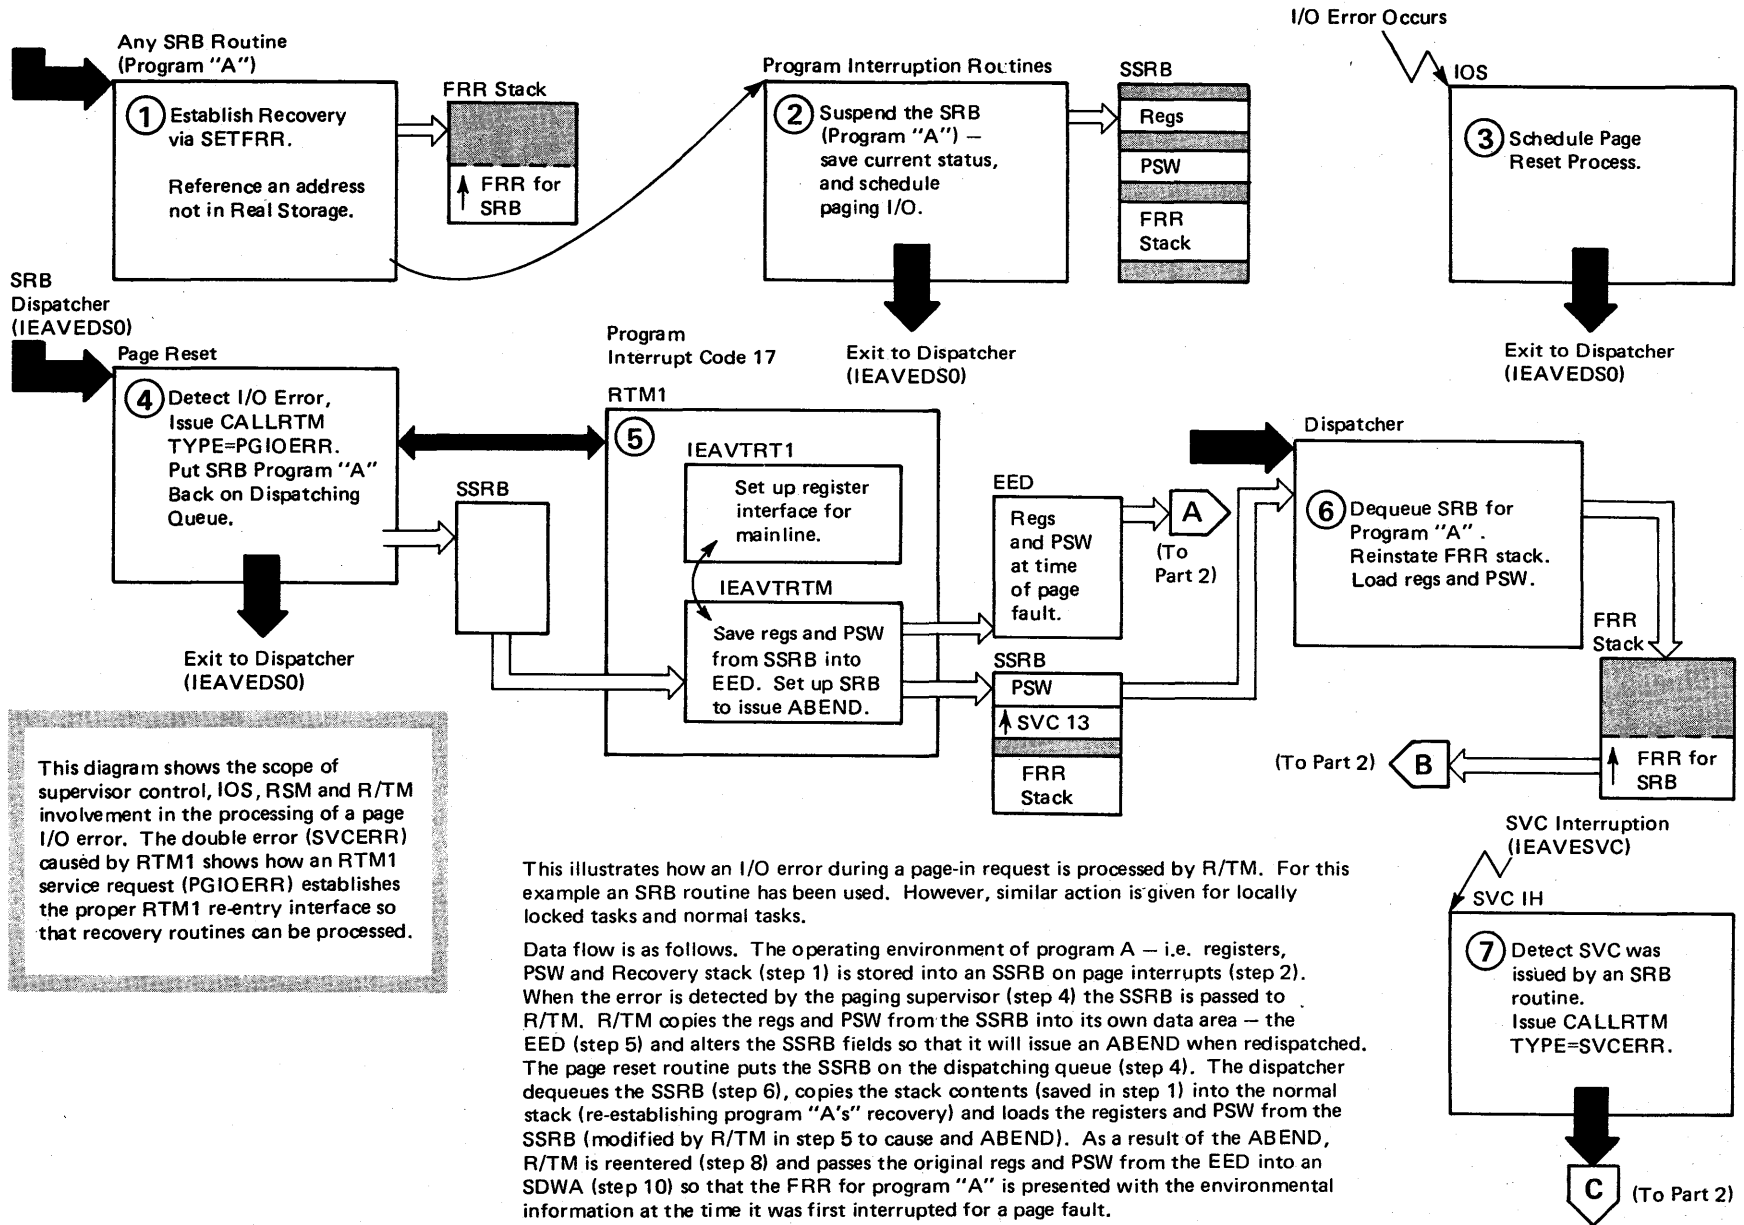 I/O Error Occurs
Any SRB Routine
(Program "A")
1
Establish Recovery
via SETFRR.
Reference an address
not in Real Storage.
FRR Stack
FRR for
SRB
Program Interruption Routines
2
Suspend the SRB
(Program "A") —
save current status,
and schedule
paging I/O.
SSRB
Regs
PSW
FRR
Stack
IOS
3
Schedule Page
Reset Process.
Exit to Dispatcher
(IEAVEDS0)
Exit to Dispatcher
(IEAVEDS0)
SRB
Dispatcher
(IEAVEDS0)
Page Reset
4
Detect I/O Error,
Issue CALLRTM
TYPE=PGIOERR.
Put SRB Program "A"
Back on Dispatching
Queue.
Exit to Dispatcher
(IEAVEDS0)
SSRB
Program
Interrupt Code 17
RTM1
5
IEAVTRT1
Set up register
interface for
mainline.
IEAVTRTM
Save regs and PSW
from SSRB into
EED. Set up SRB
to issue ABEND.
EED
Regs
and PSW
at time
of page
fault.
A
(To
Part 2)
SSRB
PSW
SVC 13
FRR
Stack
Dispatcher
6
Dequeue SRB for
Program "A" .
Reinstate FRR stack.
Load regs and PSW.
FRR
Stack
FRR for
SRB
(To Part 2)
B
This diagram shows the scope of
supervisor control, IOS, RSM and R/TM
involvement in the processing of a page
I/O error. The double error (SVCERR)
caused by RTM1 shows how an RTM1
service request (PGIOERR) establishes
the proper RTM1 re-entry interface so
that recovery routines can be processed.
This illustrates how an I/O error during a page-in request is processed by R/TM. For this
example an SRB routine has been used. However, similar action is given for locally
locked tasks and normal tasks.
Data flow is as follows. The operating environment of program A — i.e. registers,
PSW and Recovery stack (step 1) is stored into an SSRB on page interrupts (step 2).
When the error is detected by the paging supervisor (step 4) the SSRB is passed to
R/TM. R/TM copies the regs and PSW from the SSRB into its own data area — the
EED (step 5) and alters the SSRB fields so that it will issue an ABEND when redispatched.
The page reset routine puts the SSRB on the dispatching queue (step 4). The dispatcher
dequeues the SSRB (step 6), copies the stack contents (saved in step 1) into the normal
stack (re-establishing program "A's" recovery) and loads the registers and PSW from the
SSRB (modified by R/TM in step 5 to cause and ABEND). As a result of the ABEND,
R/TM is reentered (step 8) and passes the original regs and PSW from the EED into an
SDWA (step 10) so that the FRR for program "A" is presented with the environmental
information at the time it was first interrupted for a page fault.
SVC Interruption
(IEAVESVC)
SVC IH
7
Detect SVC was
issued by an SRB
routine.
Issue CALLRTM
TYPE=SVCERR.
C
(To Part 2)